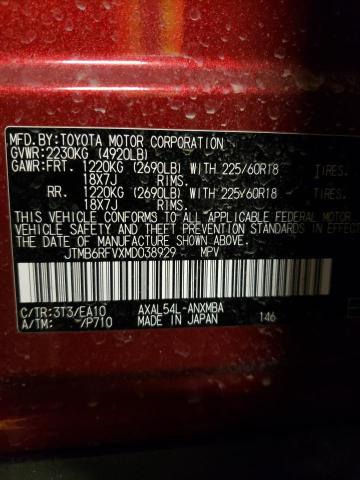 MFD.BY:TOYOTA MOTOR CORPORATION
GVWR:2230KG (4920LB)
GAWR:FRT. 1220KG (2690LB) WITH 225/60R18 TIRES.
18X7J RIMS.
RR. 1220KG (2690LB) WITH 225/60R18 TIRES.
18X7J RIMS.
THIS VEHICLE CONFORMS TO ALL APPLICABLE FEDERAL MOTOR
VEHICLE SAFETY AND THEFT PREVENTION STANDARDS IN EFFE
THE DATE OF MANUFACTURE SHOWN ABOVE.
JTMB6RFVXMD038929 MPV
C/TR:3T3/EA10 AXAL54L-ANXMBA
A/TM: /P710 MADE IN JAPAN 146